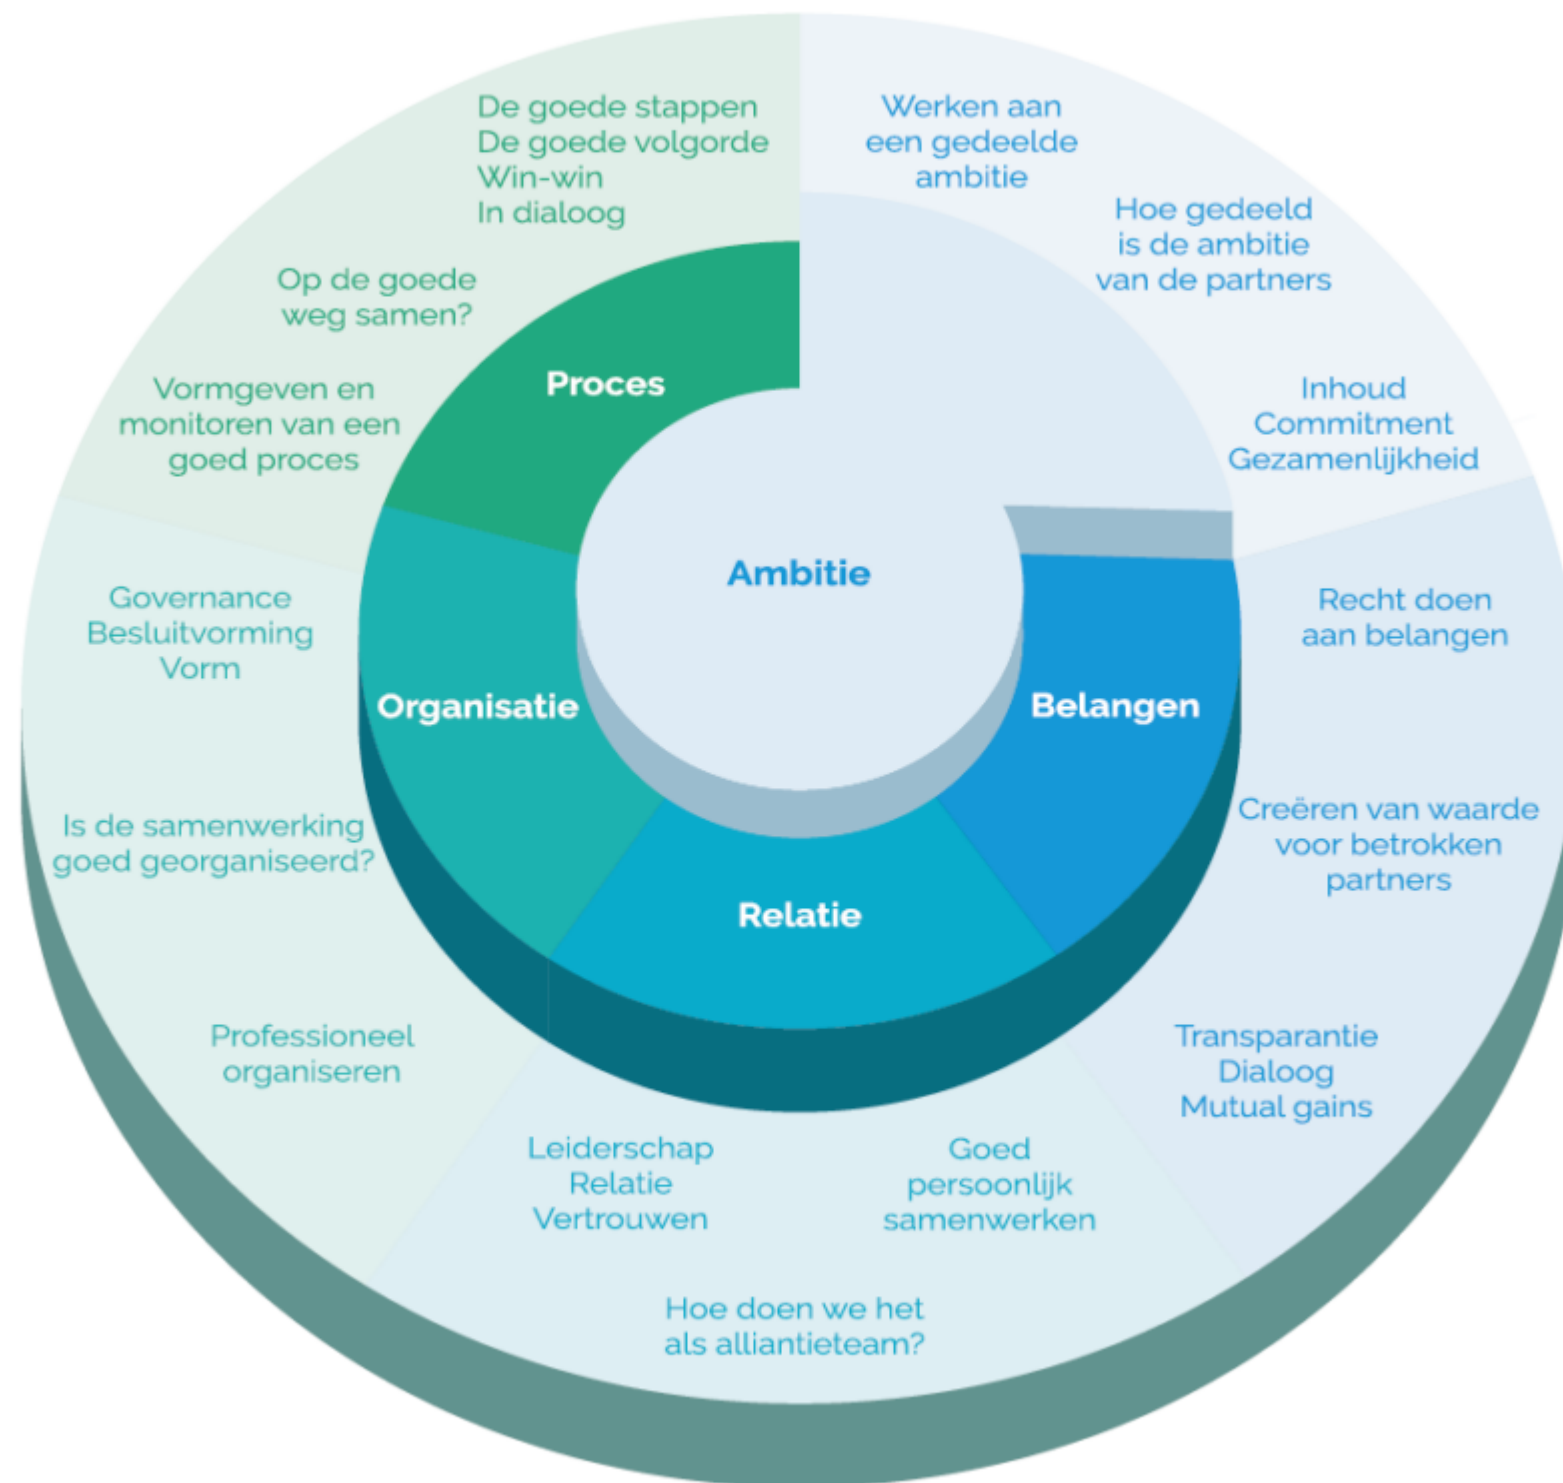 De goede stappen
De goede volgorde
Win-win
In dialoog
Op de goede
weg samen?
Vormgeven en
monitoren van een
goed proces
Proces
Werken aan
een gedeelde
ambitie
Hoe gedeeld
is de ambitie
van de partners
Inhoud
Commitment
Gezamenlijkheid
Ambitie
Recht doen
aan belangen
Creëren van waarde
voor betrokken
partners
Transparantie
Dialoog
Mutual gains
Belangen
Relatie
Goed
persoonlijk
samenwerken
Leiderschap
Relatie
Vertrouwen
Hoe doen we het
als alliantieteam?
Organisatie
Governance
Besluitvorming
Vorm
Is de samenwerking
goed georganiseerd?
Professioneel
organiseren